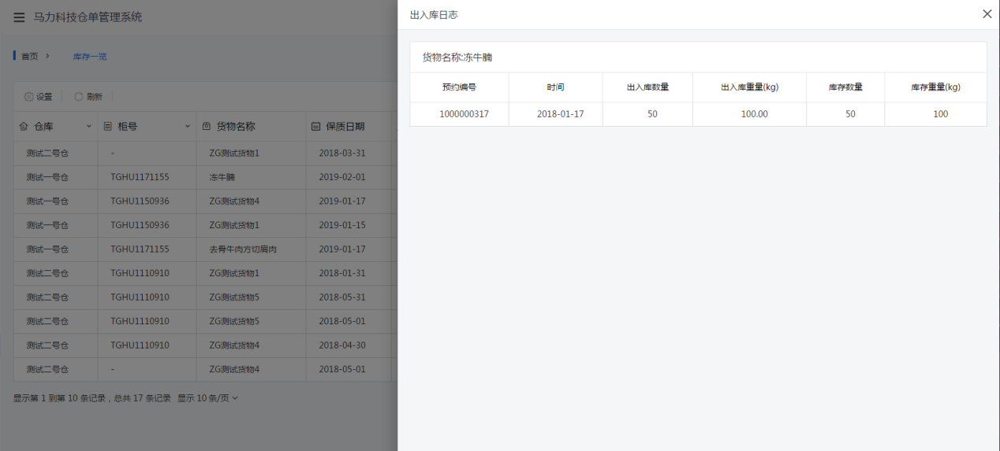 马力科技仓单管理系统
首页 > 库存一览
设置 刷新
仓库 柜号 货物名称 保质日期
测试二号仓 - ZG测试货物1 2018-03-31
测试一号仓 TGHU1171155 冻牛腩 2019-02-01
测试一号仓 TGHU1150936 ZG测试货物4 2019-01-17
测试一号仓 TGHU1150936 ZG测试货物1 2019-01-15
测试一号仓 TGHU1171155 去骨牛肉方切肩肉 2019-01-17
测试二号仓 TGHU1110910 ZG测试货物1 2018-01-31
测试二号仓 TGHU1110910 ZG测试货物5 2018-05-31
测试二号仓 TGHU1110910 ZG测试货物5 2018-05-01
测试二号仓 TGHU1110910 ZG测试货物4 2018-04-30
测试二号仓 - ZG测试货物4 2018-05-01
显示第 1 到第 10 条记录，总共 17 条记录 显示 10 条/页
出入库日志
货物名称:冻牛腩
预约编号 时间 出入库数量 出入库重量(kg) 库存数量 库存重量(kg)
1000000317 2018-01-17 50 100.00 50 100